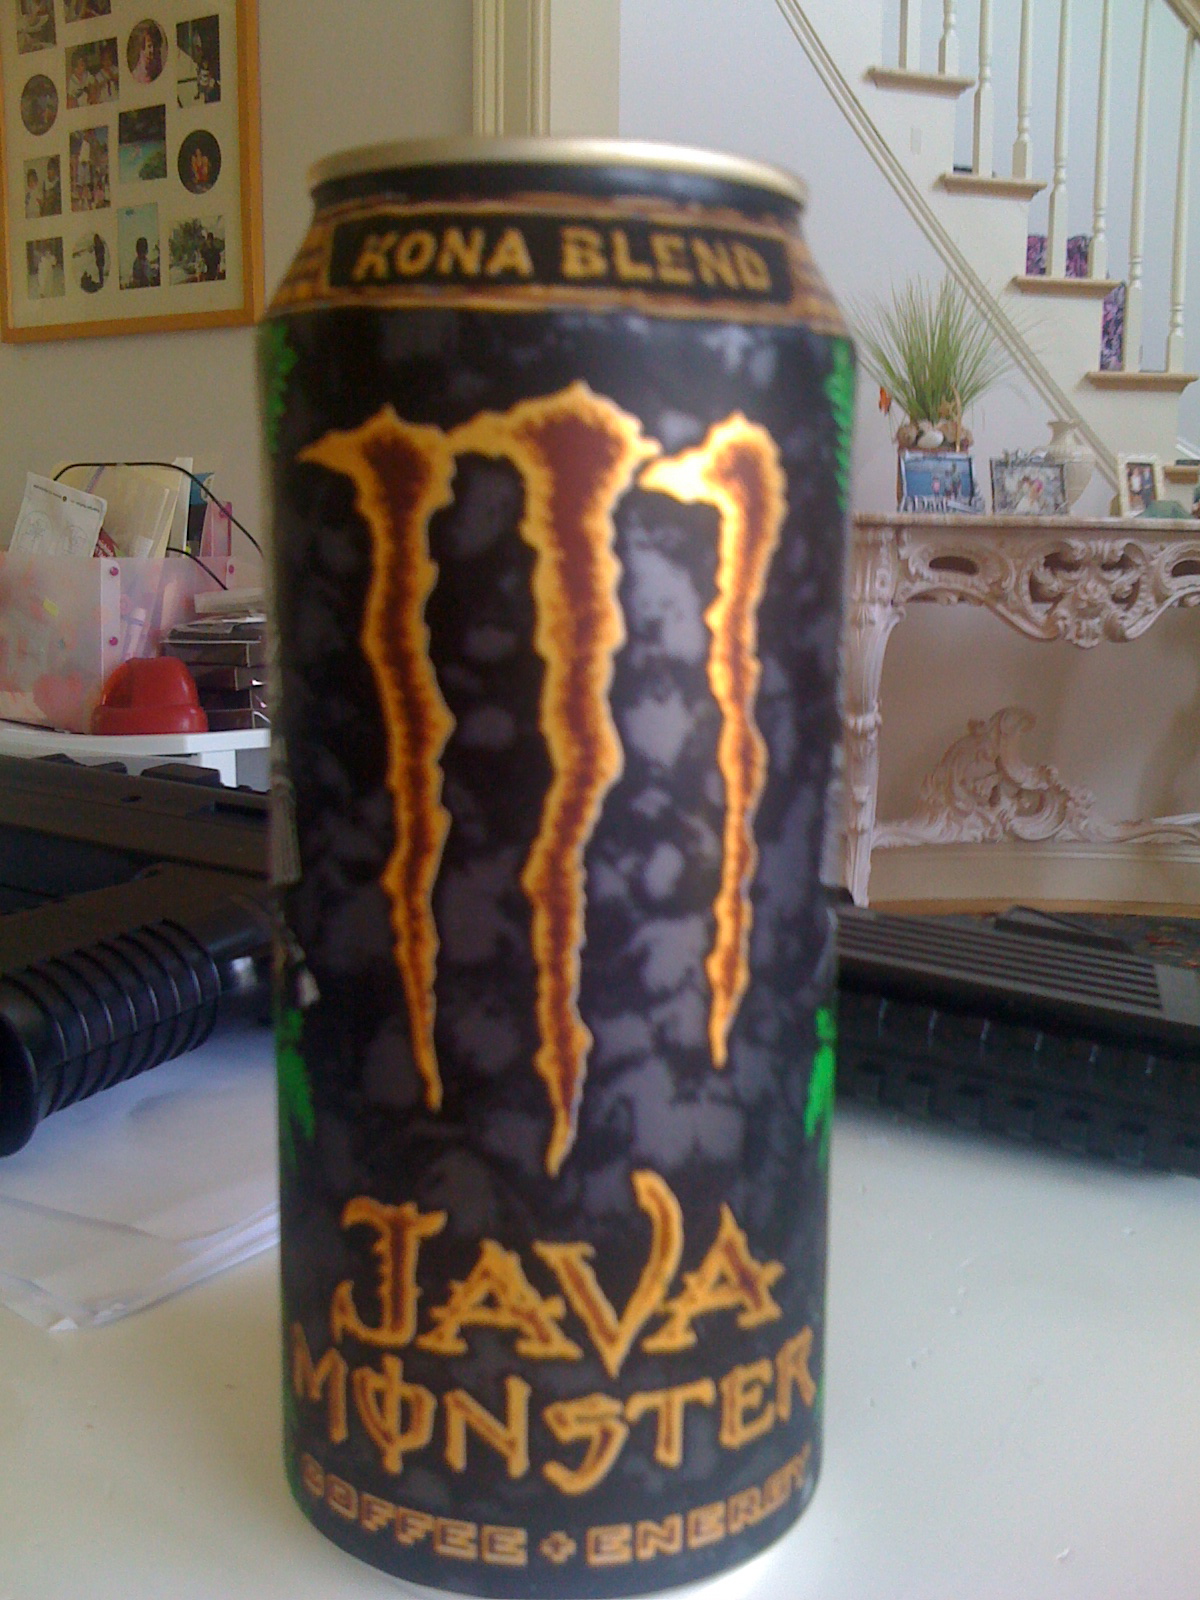 KONA BLEND
JAVA
MONSTER
COFFEE + ENERGY